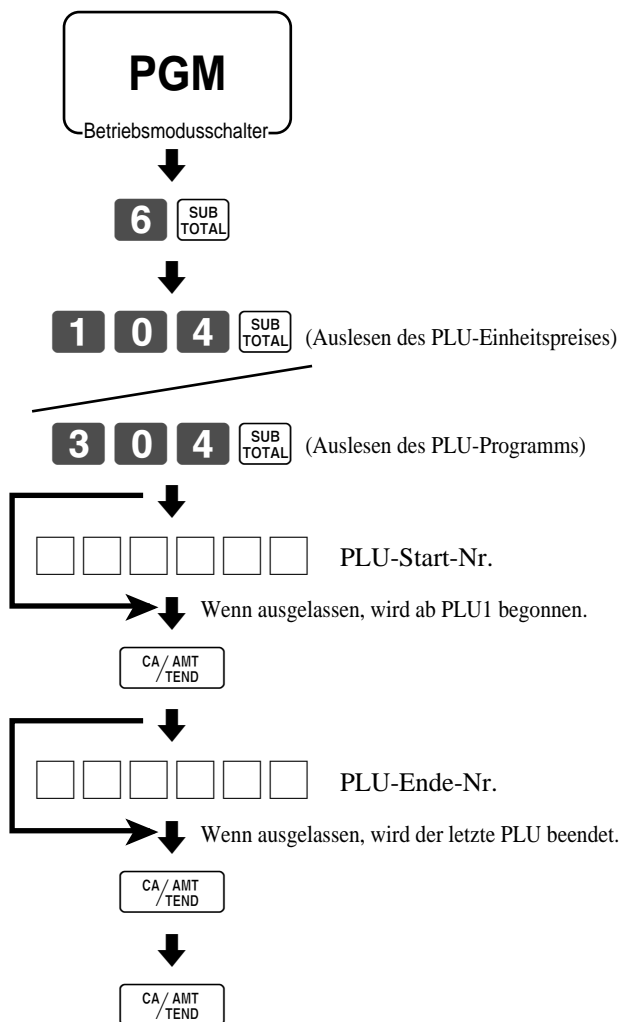 PGM
Betriebsmodusschalter
6 SUB TOTAL
1 0 4 SUB TOTAL (Auslesen des PLU-Einheitspreises)
3 0 4 SUB TOTAL (Auslesen des PLU-Programms)
PLU-Start-Nr.
Wenn ausgelassen, wird ab PLU1 begonnen.
CA/AMT TEND
PLU-Ende-Nr.
Wenn ausgelassen, wird der letzte PLU beendet.
CA/AMT TEND
CA/AMT TEND